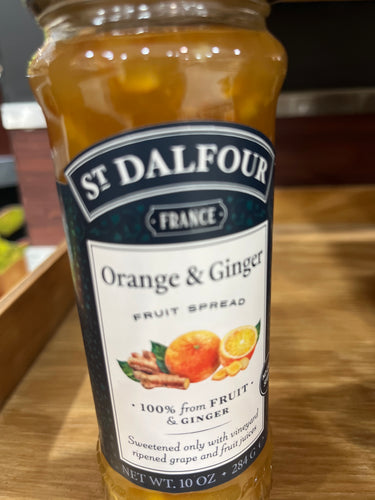 ST DALFOUR
FRANCE
Orange & Ginger
FRUIT SPREAD
· 100% from FRUIT ·
& GINGER
Sweetened only with vineyard
ripened grape and fruit juices
NET WT. 10 OZ · 284 G